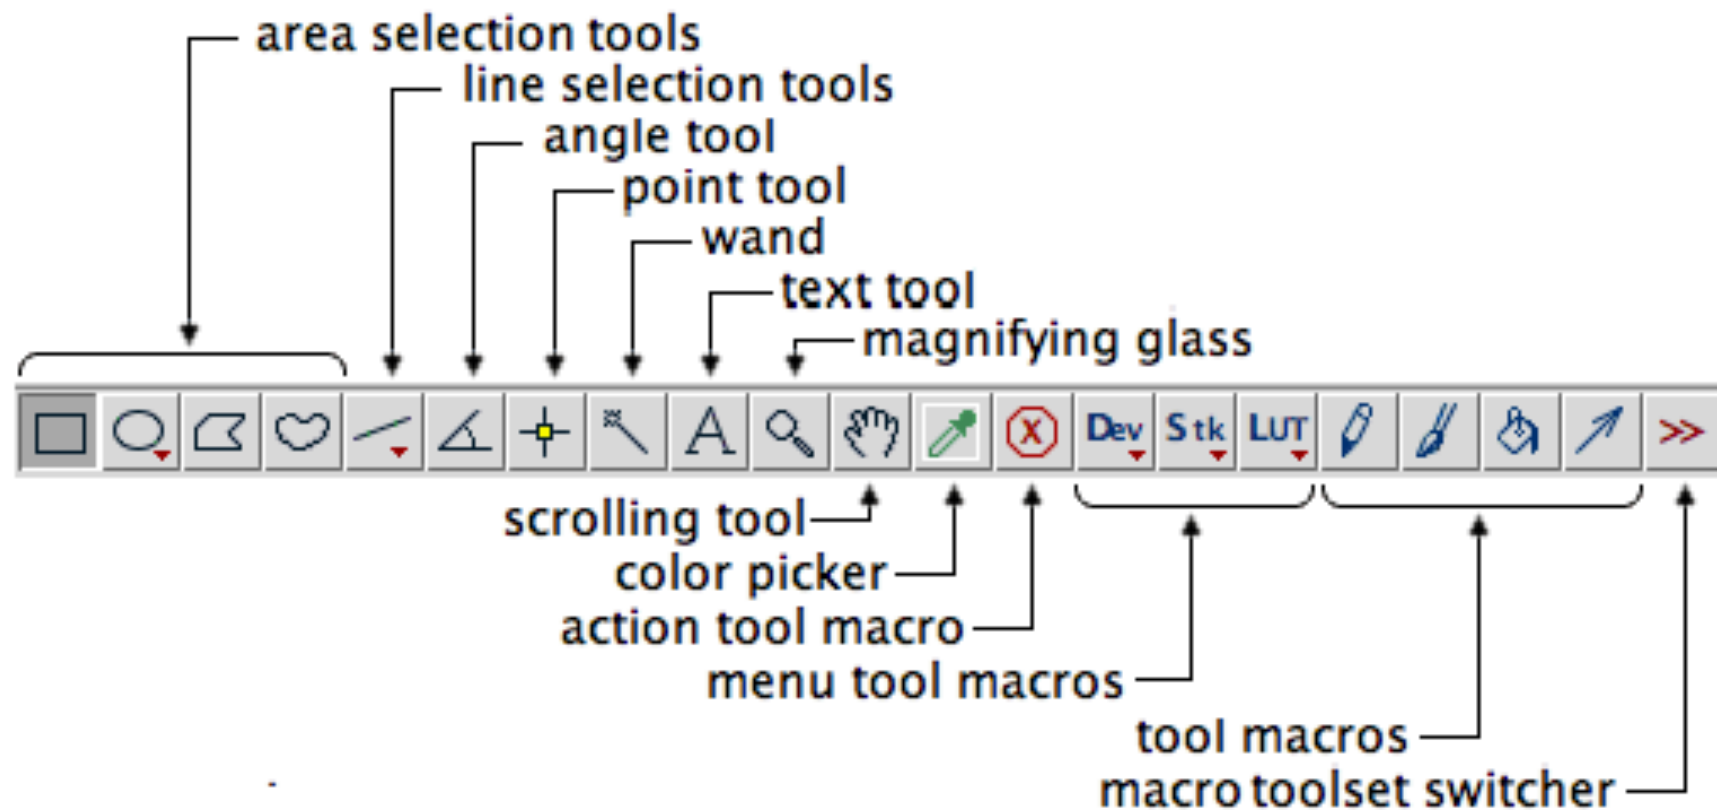 area selection tools
line selection tools
angle tool
point tool
wand
text tool
magnifying glass
A X Dev Stk LUT >>
scrolling tool
color picker
action tool macro
menu tool macros
tool macros
macro toolset switcher